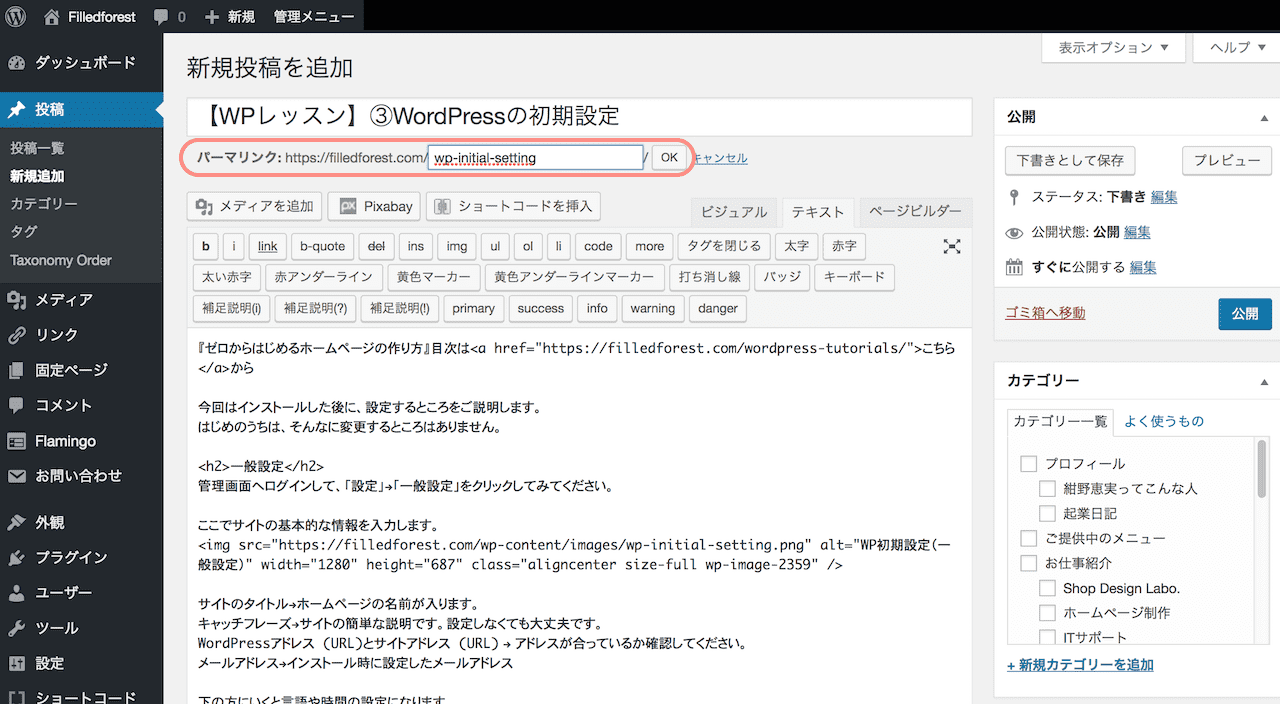 Filledforest 0 新規 管理メニュー
表示オプション ▼ ヘルプ ▼
ダッシュボード
投稿
投稿一覧
新規追加
カテゴリー
タグ
Taxonomy Order
メディア
リンク
固定ページ
コメント
Flamingo
お問い合わせ
外観
プラグイン
ユーザー
ツール
設定
ショートコード
新規投稿を追加
【WPレッスン】③WordPressの初期設定
パーマリンク: https://filledforest.com/wp-initial-setting/ OK キャンセル
メディアを追加 Pixabay ショートコードを挿入
ビジュアル テキスト ページビルダー
b i link b-quote del ins img ul ol li code more タグを閉じる 太字 赤字
太い赤字 赤アンダーライン 黄色マーカー 黄色アンダーラインマーカー 打ち消し線 バッジ キーボード
補足説明(i) 補足説明(?) 補足説明(!) primary success info warning danger
『ゼロからはじめるホームページの作り方』目次は<a href="https://filledforest.com/wordpress-tutorials/">こちら
</a>から
今回はインストールした後に、設定するところをご説明します。
はじめのうちは、そんなに変更するところはありません。
<h2>一般設定</h2>
管理画面へログインして、「設定」→「一般設定」をクリックしてみてください。
ここでサイトの基本的な情報を入力します。
<img src="https://filledforest.com/wp-content/images/wp-initial-setting.png" alt="WP初期設定(一
般設定)" width="1280" height="687" class="aligncenter size-full wp-image-2359" />
サイトのタイトル→ホームページの名前が入ります。
キャッチフレーズ→サイトの簡単な説明です。設定しなくても大丈夫です。
WordPressアドレス (URL)とサイトアドレス (URL) → アドレスが合っているか確認してください。
メールアドレス→インストール時に設定したメールアドレス
下の方にいくと言語や時間の設定になります。
公開 ▲
下書きとして保存 プレビュー
ステータス: 下書き 編集
公開状態: 公開 編集
すぐに公開する 編集
ゴミ箱へ移動 公開
カテゴリー ▲
カテゴリー一覧 よく使うもの
プロフィール
紺野恵実ってこんな人
起業日記
ご提供中のメニュー
お仕事紹介
Shop Design Labo.
ホームページ制作
ITサポート
+ 新規カテゴリーを追加